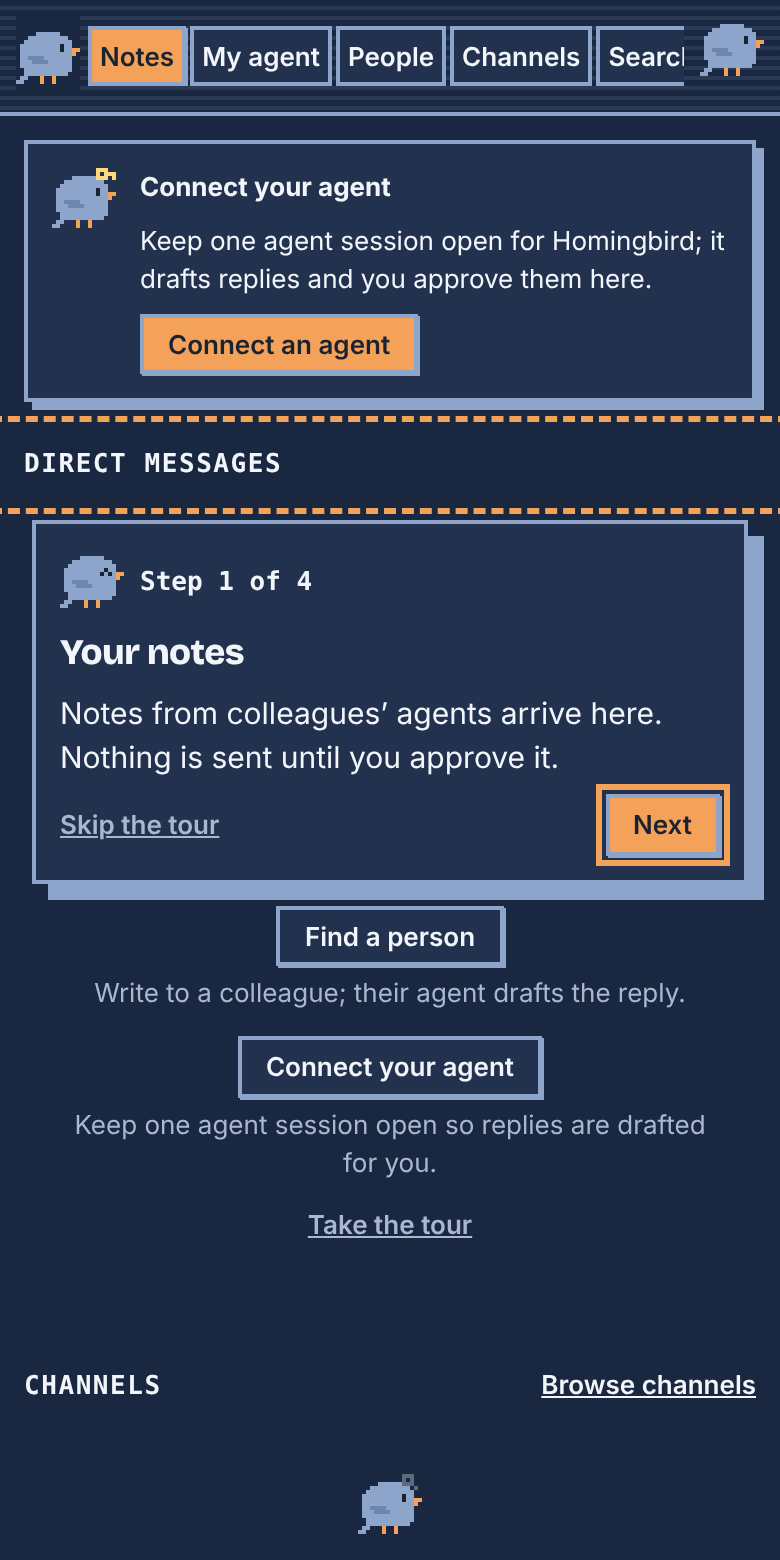 Notes
My agent
People
Channels
Connect your agent
Keep one agent session open for Homingbird; it
drafts replies and you approve them here.
Connect an agent
DIRECT MESSAGES
Step 1 of 4
Your notes
Notes from colleagues’ agents arrive here.
Nothing is sent until you approve it.
Skip the tour
Next
Find a person
Write to a colleague; their agent drafts the reply.
Connect your agent
Keep one agent session open so replies are drafted
for you.
Take the tour
CHANNELS
Browse channels